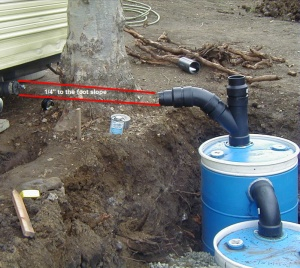 1/4" to the foot slope